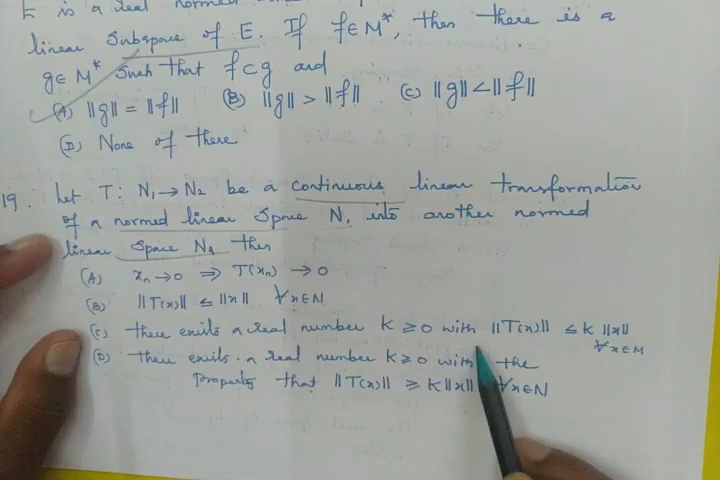 E is a real normed
linear subspace of E. If f∈M*, then there is a
g∈M* such that f⊂g and
(A) ||g|| = ||f|| (B) ||g|| > ||f|| (C) ||g|| < ||f||
(D) None of there
19. Let T: N₁→N₂ be a continuous linear transformation
of a normed linear space N₁ into another normed
linear space N₂ then
(A) xₙ→0 ⇒ T(xₙ) →0
(B) ||T(x)|| ≤ ||x|| ∀x∈N
(C) there exists a real number K ≥0 with ||T(x)|| ≤ K ||x||
∀x∈M
(D) there exists a real number K≥0 with the
Property that ||T(x)|| ≥ K||x|| ∀x∈N